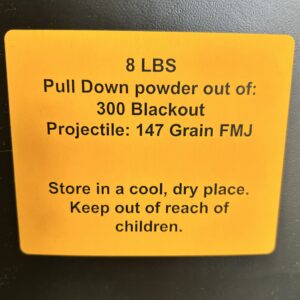 8 LBS
Pull Down powder out of:
300 Blackout
Projectile: 147 Grain FMJ
Store in a cool, dry place.
Keep out of reach of
children.